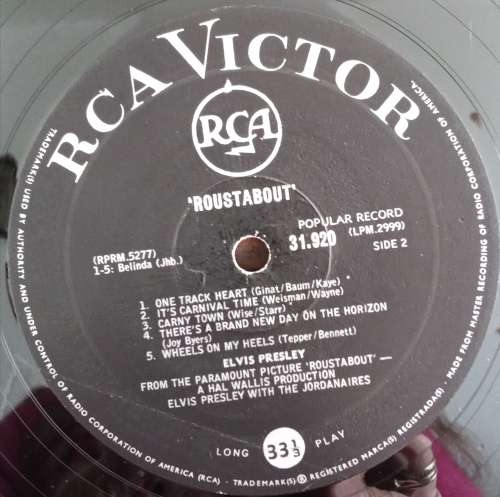 RCA VICTOR
RCA
'ROUSTABOUT'
POPULAR RECORD
31.920 (LPM.2999)
SIDE 2
(RPRM.5277)
1-5: Belinda (Jhb.)
1. ONE TRACK HEART (Ginat/Baum/Kaye)
2. IT'S CARNIVAL TIME (Weisman/Wayne)
3. CARNY TOWN (Wise/Starr)
4. THERE'S A BRAND NEW DAY ON THE HORIZON
(Joy Byers)
5. WHEELS ON MY HEELS (Tepper/Bennett)
ELVIS PRESLEY
FROM THE PARAMOUNT PICTURE 'ROUSTABOUT' —
A HAL WALLIS PRODUCTION
ELVIS PRESLEY WITH THE JORDANAIRES
LONG 33⅓ PLAY
TRADEMARK(S) USED BY AUTHORITY AND UNDER CONTROL OF RADIO CORPORATION OF AMERICA (RCA) · TRADEMARK(S) ® REGISTERED MARCA(S) REGISTRADA(S) · MADE FROM MASTER RECORDING OF RADIO CORPORATION OF AMERICA.